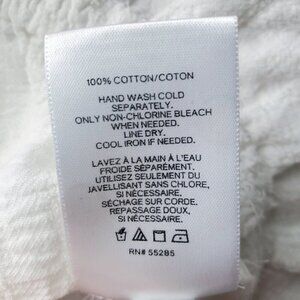 100% COTTON/COTON
HAND WASH COLD
SEPARATELY.
ONLY NON-CHLORINE BLEACH
WHEN NEEDED.
LINE DRY.
COOL IRON IF NEEDED.
LAVEZ À LA MAIN À L'EAU
FROIDE SÉPARÉMENT.
UTILISEZ SEULEMENT DU
JAVELLISANT SANS CHLORE,
SI NÉCESSAIRE.
SÉCHAGE SUR CORDE.
REPASSAGE DOUX,
SI NÉCESSAIRE.
RN# 55285